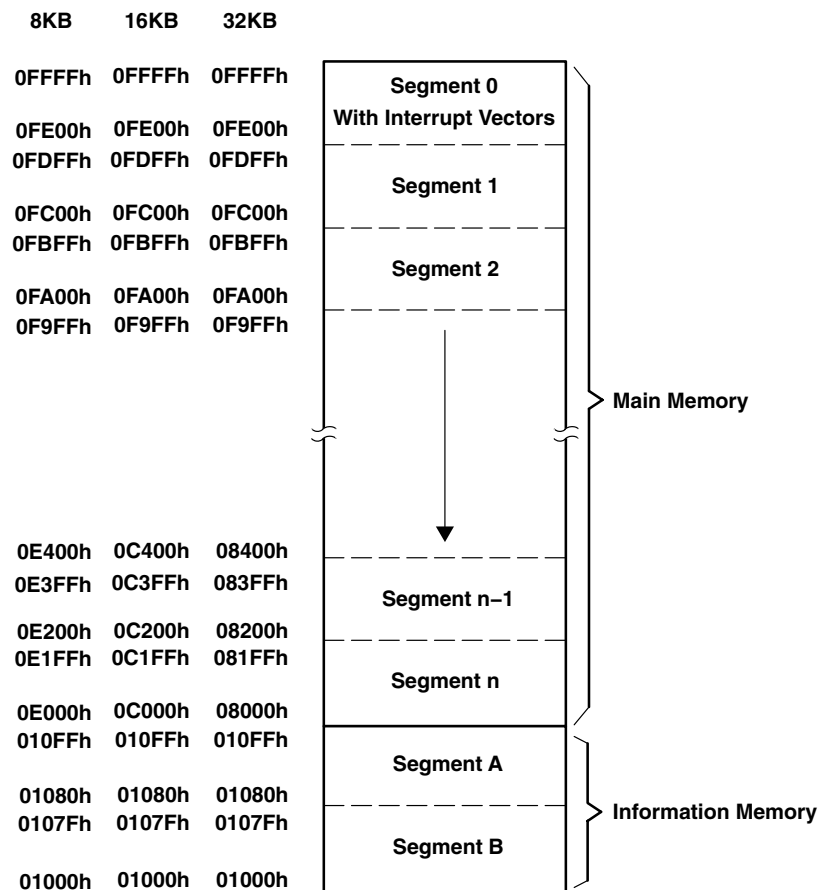 8KB 16KB 32KB
0FFFFh 0FFFFh 0FFFFh
Segment 0
With Interrupt Vectors
0FE00h 0FE00h 0FE00h
0FDFFh 0FDFFh 0FDFFh
Segment 1
0FC00h 0FC00h 0FC00h
0FBFFh 0FBFFh 0FBFFh
Segment 2
0FA00h 0FA00h 0FA00h
0F9FFh 0F9FFh 0F9FFh
Main Memory
0E400h 0C400h 08400h
0E3FFh 0C3FFh 083FFh
Segment n−1
0E200h 0C200h 08200h
0E1FFh 0C1FFh 081FFh
Segment n
0E000h 0C000h 08000h
010FFh 010FFh 010FFh
Segment A
01080h 01080h 01080h
Information Memory
0107Fh 0107Fh 0107Fh
Segment B
01000h 01000h 01000h